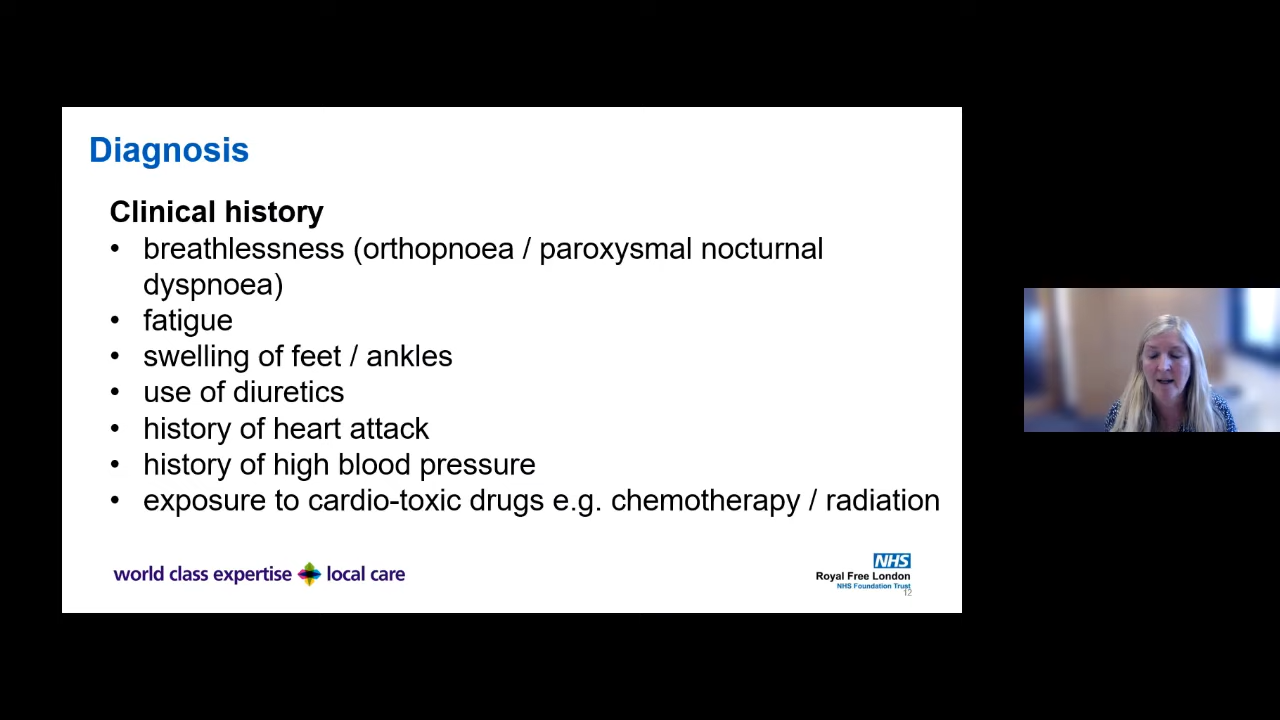 Diagnosis
Clinical history
• breathlessness (orthopnoea / paroxysmal nocturnal
dyspnoea)
• fatigue
• swelling of feet / ankles
• use of diuretics
• history of heart attack
• history of high blood pressure
• exposure to cardio-toxic drugs e.g. chemotherapy / radiation
world class expertise local care
NHS
Royal Free London
NHS Foundation Trust
12